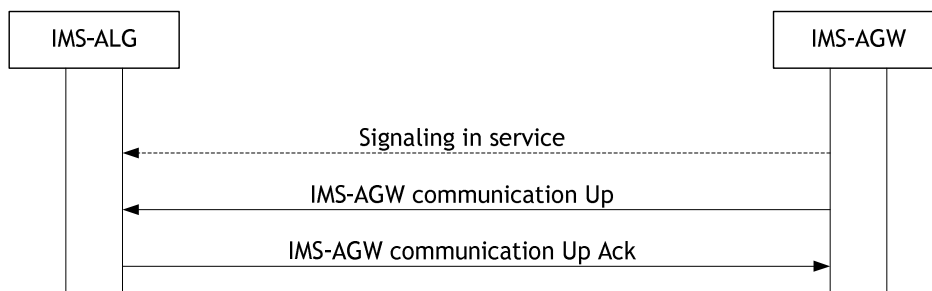 IMS-ALG
IMS-AGW
Signaling in service
IMS-AGW communication Up
IMS-AGW communication Up Ack